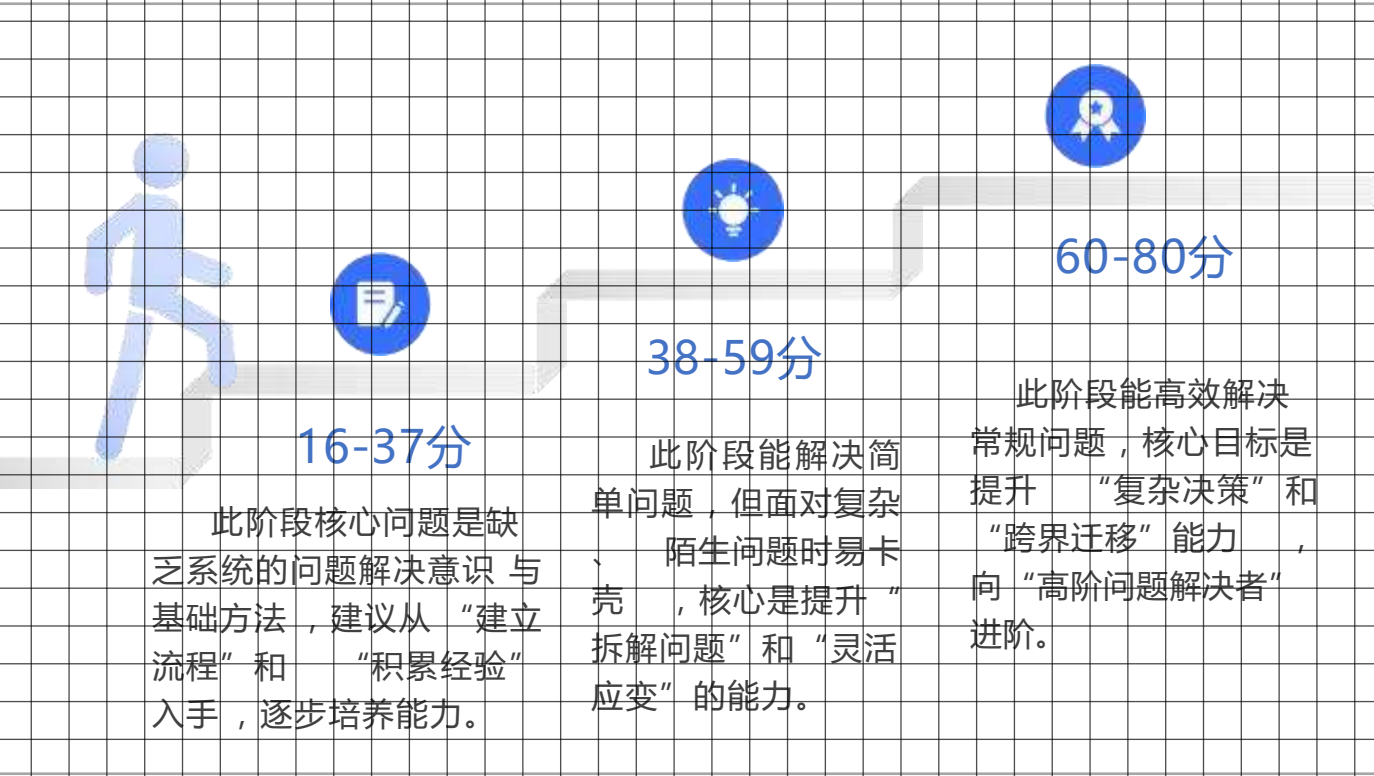 16-37分
此阶段核心问题是缺
乏系统的问题解决意识 与
基础方法 ，建议从 “建立
流程” 和 “积累经验”
入手 ，逐步培养能力。
38-59分
此阶段能解决简
单问题 ，但面对复杂
、 陌生问题时易卡
壳 ，核心是提升 “
拆解问题” 和 “灵活
应变” 的能力。
60-80分
此阶段能高效解决
常规问题 ，核心目标是
提升 “复杂决策” 和
“跨界迁移” 能力 ，
向 “高阶问题解决者”
进阶。